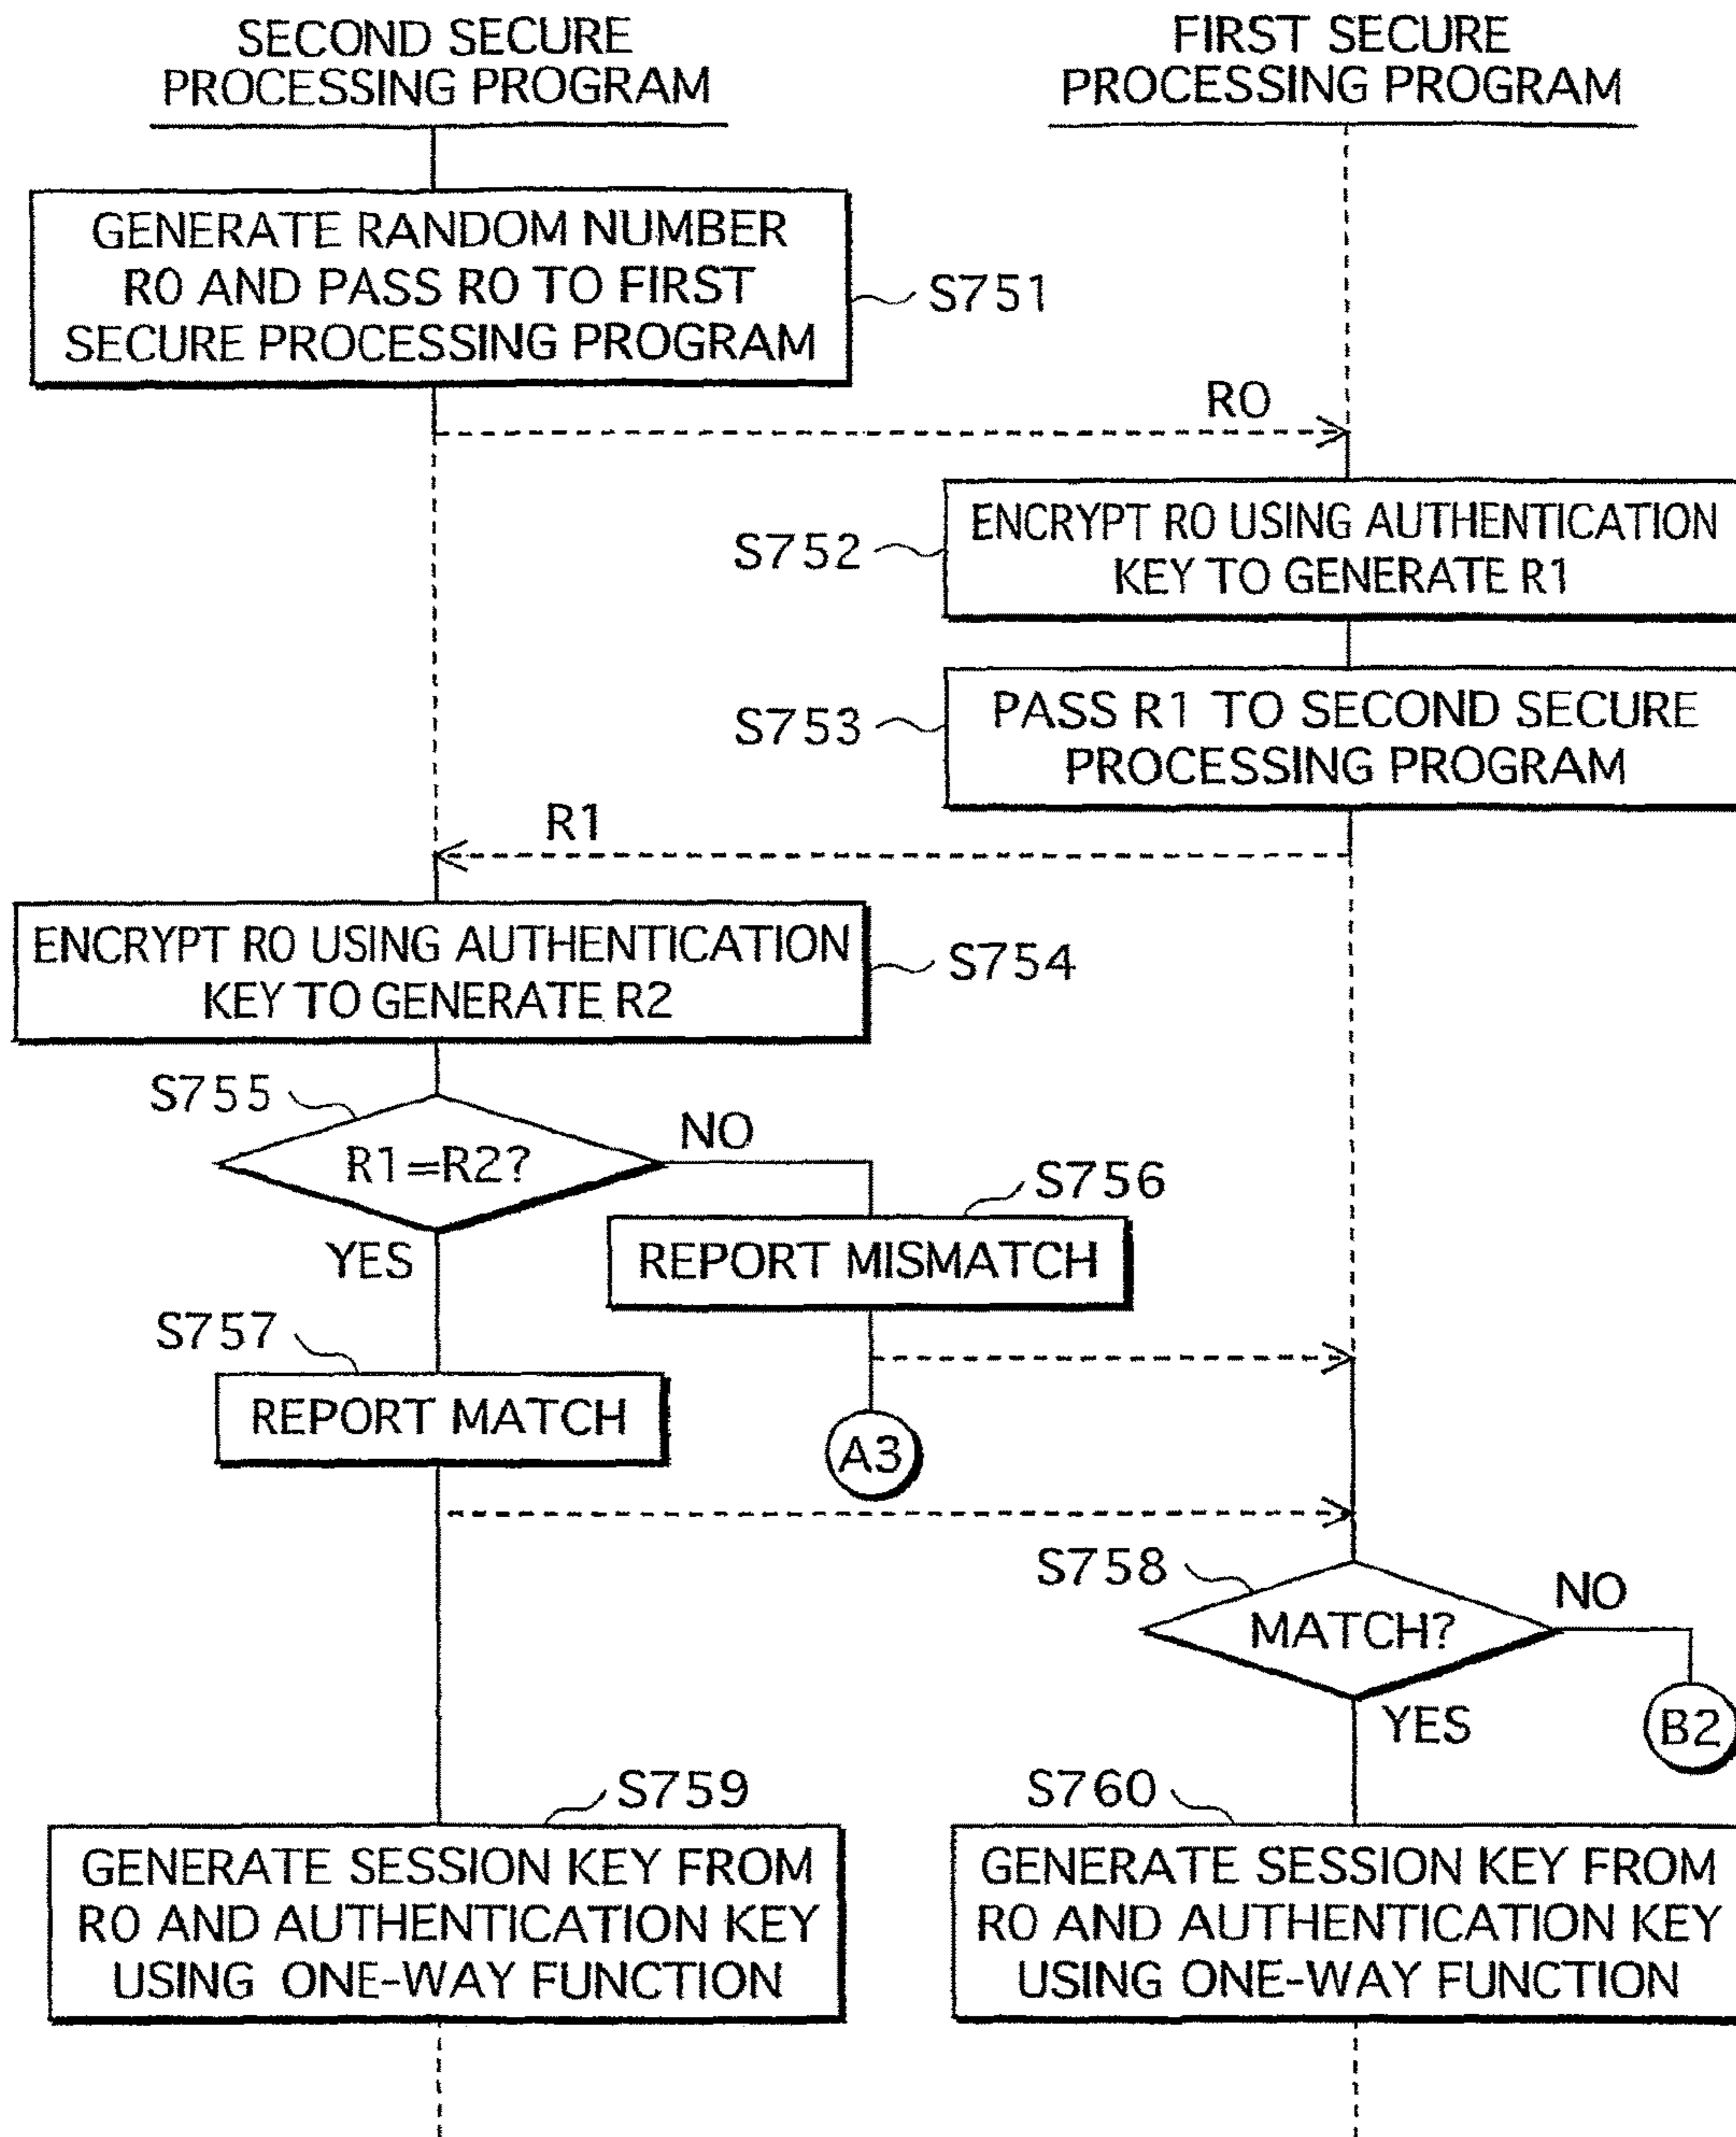 SECOND SECURE
PROCESSING PROGRAM
FIRST SECURE
PROCESSING PROGRAM
GENERATE RANDOM NUMBER
R0 AND PASS R0 TO FIRST
SECURE PROCESSING PROGRAM
S751
R0
S752
ENCRYPT R0 USING AUTHENTICATION
KEY TO GENERATE R1
S753
PASS R1 TO SECOND SECURE
PROCESSING PROGRAM
R1
ENCRYPT R0 USING AUTHENTICATION
KEY TO GENERATE R2
S754
S755
R1=R2?
NO
YES
S756
REPORT MISMATCH
S757
REPORT MATCH
A3
S758
MATCH?
NO
YES
B2
S759
GENERATE SESSION KEY FROM
R0 AND AUTHENTICATION KEY
USING ONE-WAY FUNCTION
S760
GENERATE SESSION KEY FROM
R0 AND AUTHENTICATION KEY
USING ONE-WAY FUNCTION